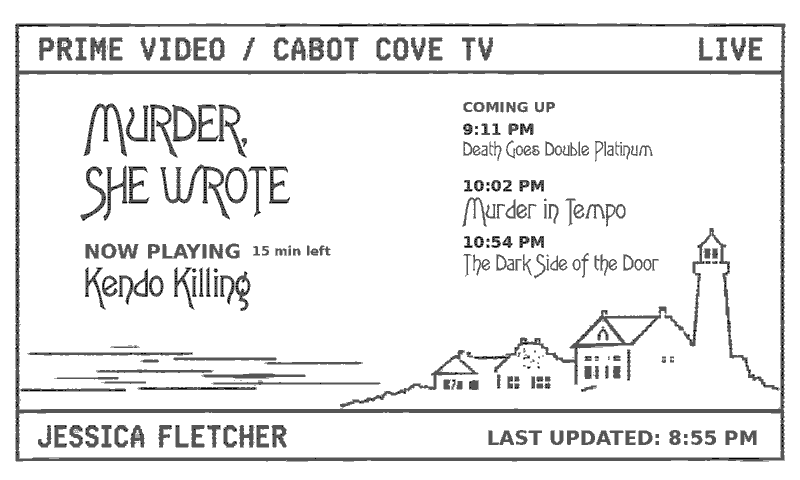 PRIME VIDEO / CABOT COVE TV LIVE
MURDER,
SHE WROTE
NOW PLAYING 15 min left
Kendo Killing
COMING UP
9:11 PM
Death Goes Double Platinum
10:02 PM
Murder in Tempo
10:54 PM
The Dark Side of the Door
JESSICA FLETCHER LAST UPDATED: 8:55 PM